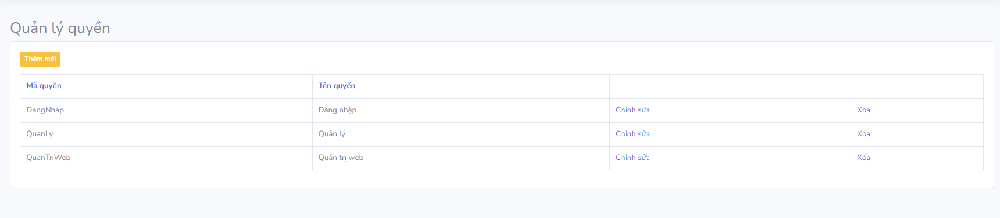 Quản lý quyền
Thêm mới
Mã quyền Tên quyền
DangNhap Đăng nhập Chỉnh sửa Xóa
QuanLy Quản lý Chỉnh sửa Xóa
QuanTriWeb Quản trị web Chỉnh sửa Xóa